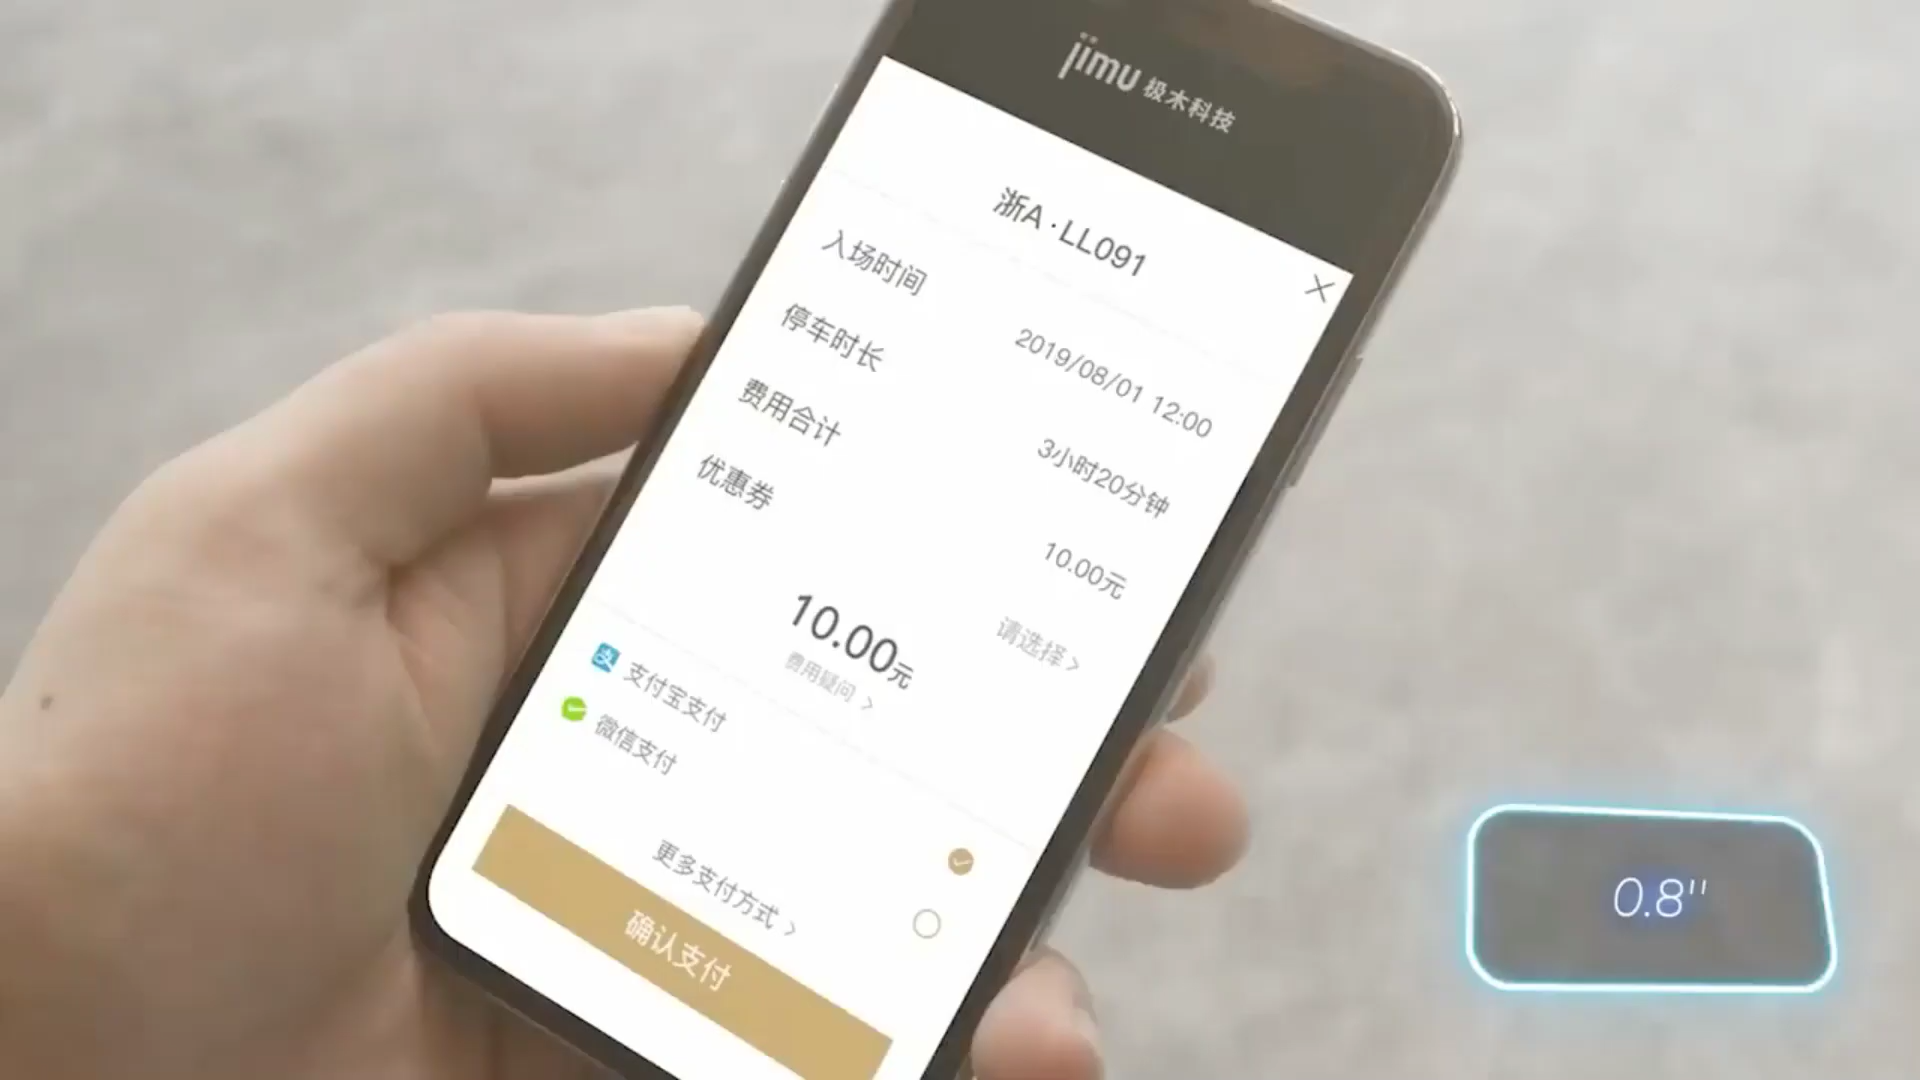 jimu 极木科技
浙A·LL091
入场时间 2019/08/01 12:00
停车时长 3小时20分钟
费用合计 10.00元
优惠券 请选择 >
10.00元
费用疑问 >
支 支付宝支付
微信支付
更多支付方式 >
确认支付
0.8"